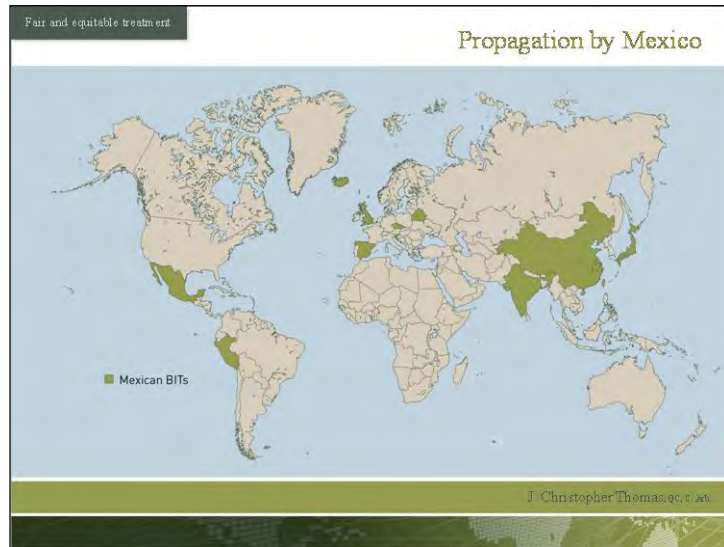 Fair and equitable treatment
Propagation by Mexico
Mexican BITs
J. Christopher Thomas, QC, C. Arb.